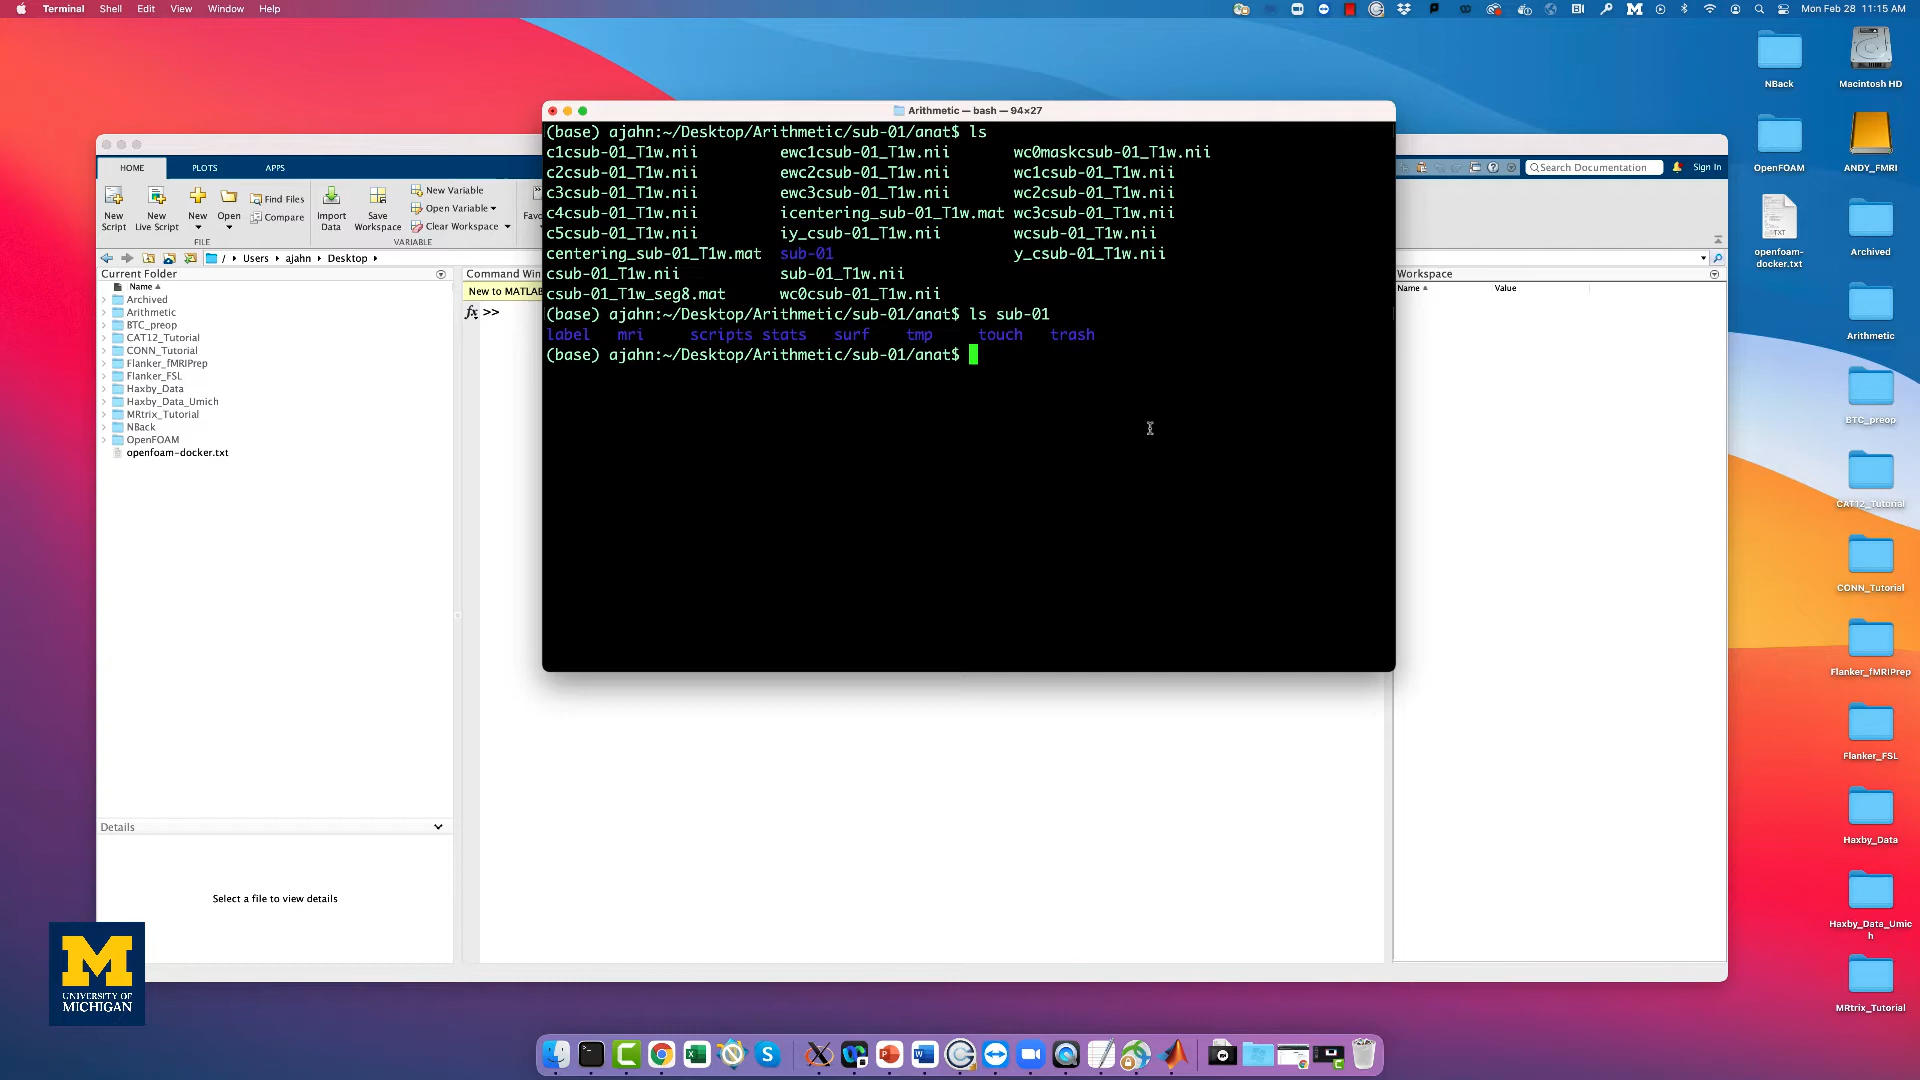 Terminal Shell Edit View Window Help
Mon Feb 28 11:15 AM
Arithmetic — bash — 94×27
(base) ajahn:~/Desktop/Arithmetic/sub-01/anat$ ls
c1csub-01_T1w.nii ewc1csub-01_T1w.nii wc0maskcsub-01_T1w.nii
c2csub-01_T1w.nii ewc2csub-01_T1w.nii wc1csub-01_T1w.nii
c3csub-01_T1w.nii ewc3csub-01_T1w.nii wc2csub-01_T1w.nii
c4csub-01_T1w.nii icentering_sub-01_T1w.mat wc3csub-01_T1w.nii
c5csub-01_T1w.nii iy_csub-01_T1w.nii wcsub-01_T1w.nii
centering_sub-01_T1w.mat sub-01 y_csub-01_T1w.nii
csub-01_T1w.nii sub-01_T1w.nii
csub-01_T1w_seg8.mat wc0csub-01_T1w.nii
(base) ajahn:~/Desktop/Arithmetic/sub-01/anat$ ls sub-01
label mri scripts stats surf tmp touch trash
(base) ajahn:~/Desktop/Arithmetic/sub-01/anat$
HOME PLOTS APPS
Search Documentation
Sign In
New Script
New Live Script
New
Open
Find Files
Compare
Import Data
Save Workspace
New Variable
Open Variable
Clear Workspace
FILE VARIABLE
/ Users ajahn Desktop
Current Folder
Name
Archived
Arithmetic
BTC_preop
CAT12_Tutorial
CONN_Tutorial
Flanker_fMRIPrep
Flanker_FSL
Haxby_Data
Haxby_Data_Umich
MRtrix_Tutorial
NBack
OpenFOAM
openfoam-docker.txt
Details
Select a file to view details
Command Win
New to MATLAB
fx >>
Workspace
Name Value
NBack
Macintosh HD
OpenFOAM
ANDY_FMRI
openfoam-docker.txt
Archived
Arithmetic
BTC_preop
CAT12_Tutorial
CONN_Tutorial
Flanker_fMRIPrep
Flanker_FSL
Haxby_Data
Haxby_Data_Umich
MRtrix_Tutorial
M
UNIVERSITY OF
MICHIGAN